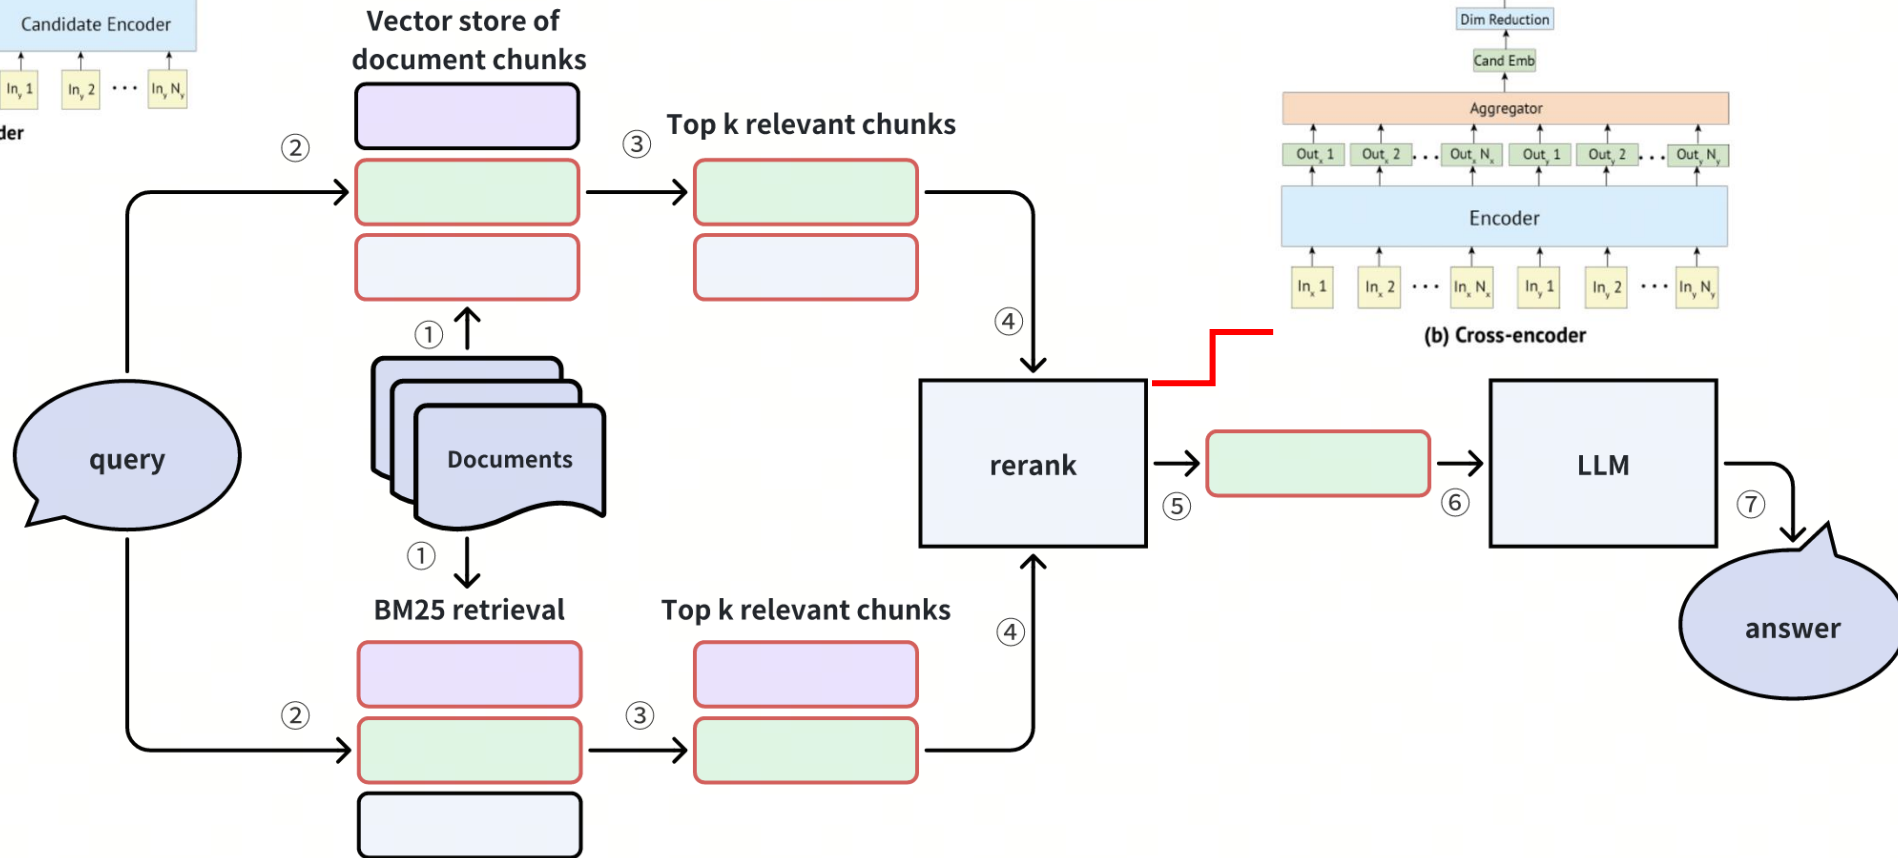 Candidate Encoder
In_y 1 In_y 2 ··· In_y N_y
der
Vector store of
document chunks
②
③
Top k relevant chunks
①
④
query
Documents
①
BM25 retrieval
Top k relevant chunks
②
③
④
rerank
⑤
⑥
LLM
⑦
answer
Dim Reduction
Cand Emb
Aggregator
Out_x 1 Out_x 2 ··· Out_x N_x Out_y 1 Out_y 2 ··· Out_y N_y
Encoder
In_x 1 In_x 2 ··· In_x N_x In_y 1 In_y 2 ··· In_y N_y
(b) Cross-encoder